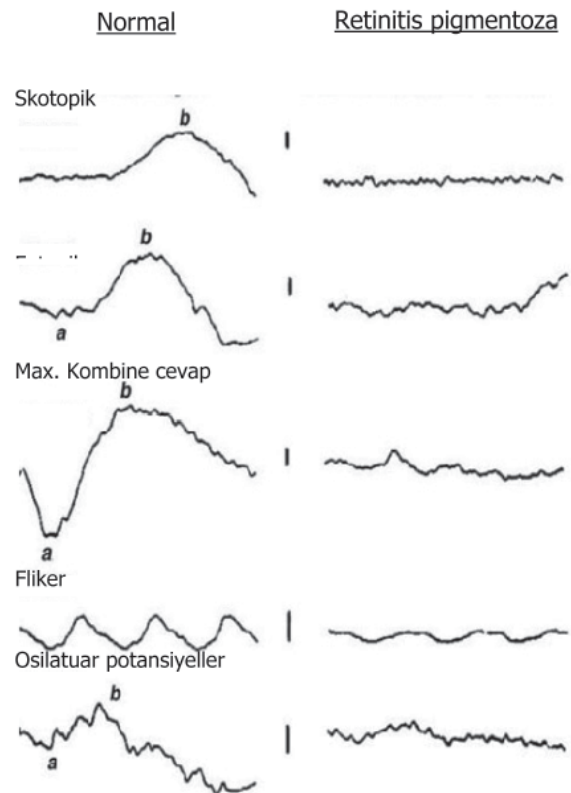 Normal
Retinitis pigmentoza
Skotopik
b
b
a
Max. Kombine cevap
b
a
Fliker
Osilatuar potansiyeller
b
a